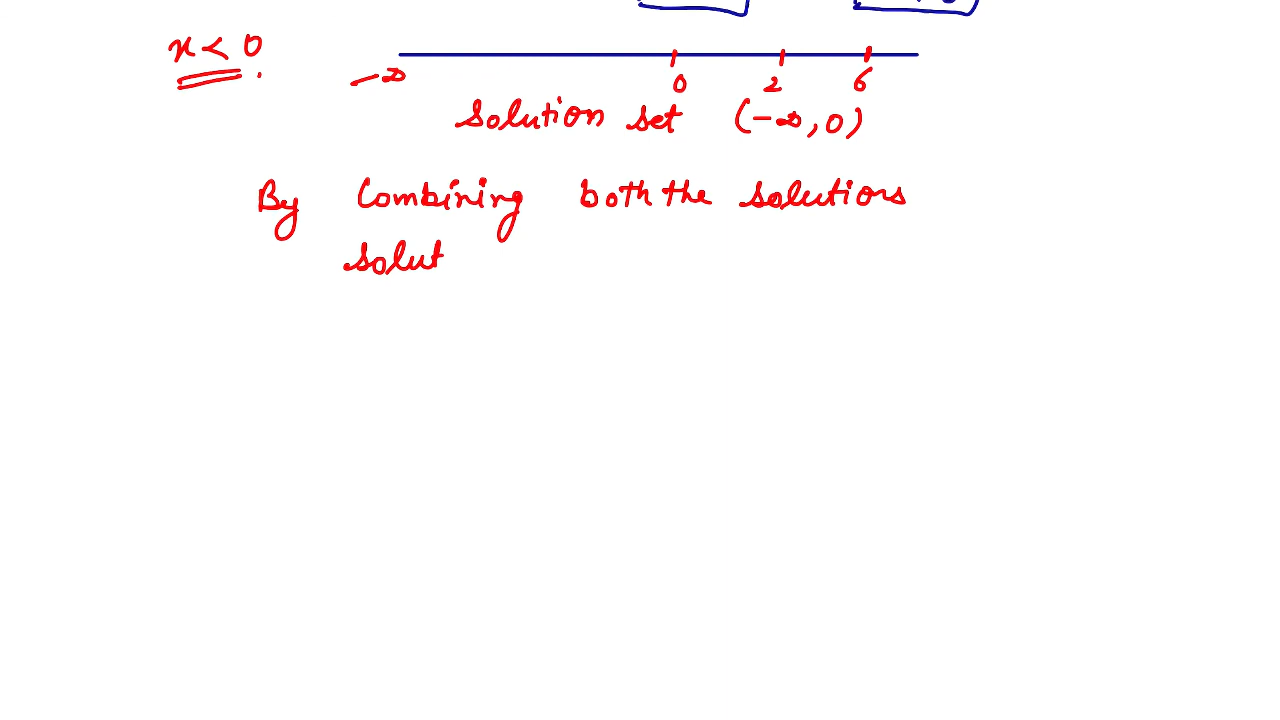 x < 0
-∞ 0 2 6
Solution set (-∞, 0)
By Combining both the solutions
solut